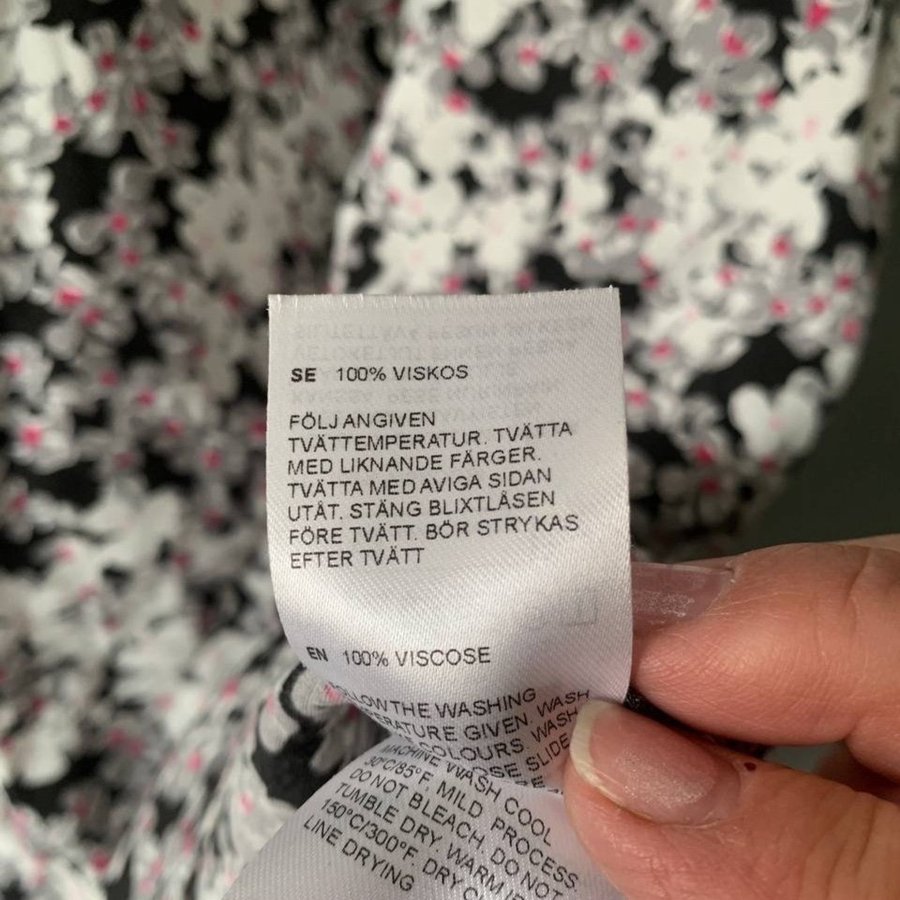 SE 100% VISKOS
FÖLJ ANGIVEN
TVÄTTEMPERATUR. TVÄTTA
MED LIKNANDE FÄRGER.
TVÄTTA MED AVIGA SIDAN
UTÅT. STÄNG BLIXTLÅSEN
FÖRE TVÄTT. BÖR STRYKAS
EFTER TVÄTT
EN 100% VISCOSE
THE WASHING
GIVEN. WASH
COLOURS. WASH
SLIDE
MACHINE WASH COOL
30°C/85°F. MILD PROCESS.
DO NOT BLEACH. DO NOT
TUMBLE DRY. WARM
150°C/300°F. DRY
LINE DRYING